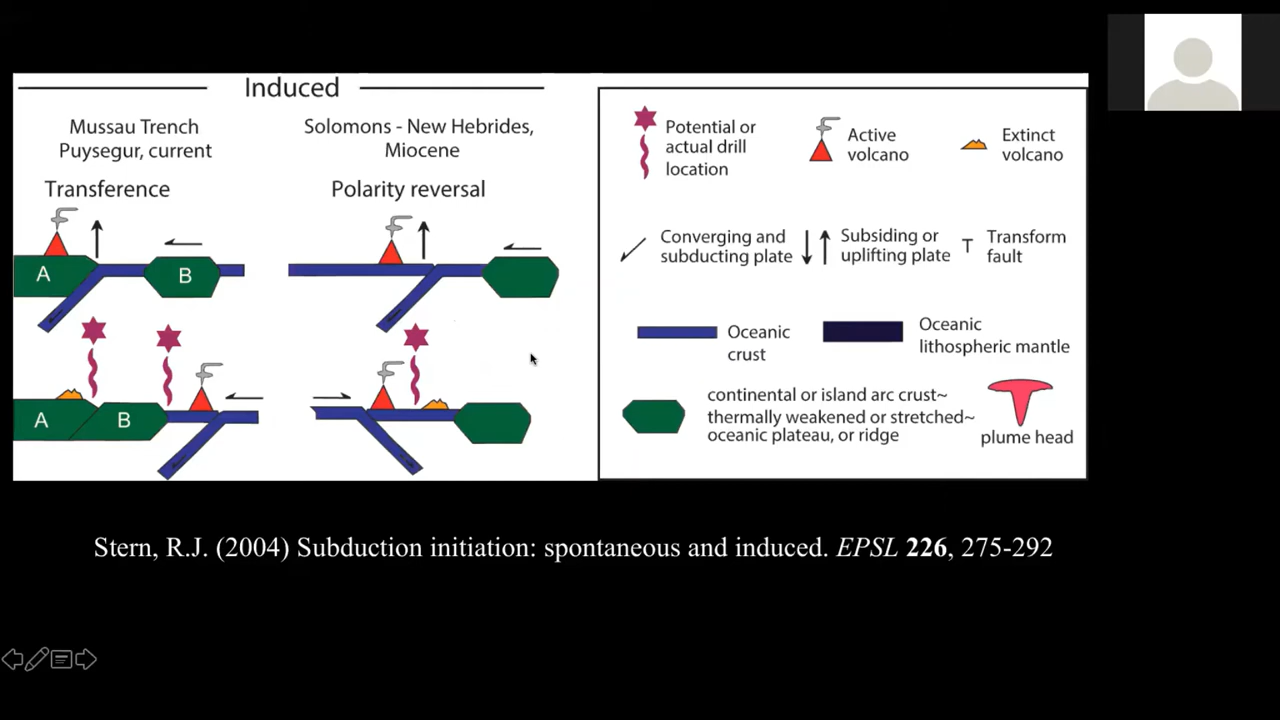 Induced
Mussau Trench
Puysegur, current
Transference
A
B
A
B
Solomons - New Hebrides,
Miocene
Polarity reversal
Potential or
actual drill
location
Active
volcano
Extinct
volcano
Converging and
subducting plate
Subsiding or
uplifting plate
T
Transform
fault
Oceanic
crust
Oceanic
lithospheric mantle
continental or island arc crust~
thermally weakened or stretched~
oceanic plateau, or ridge
plume head
Stern, R.J. (2004) Subduction initiation: spontaneous and induced. EPSL 226, 275-292